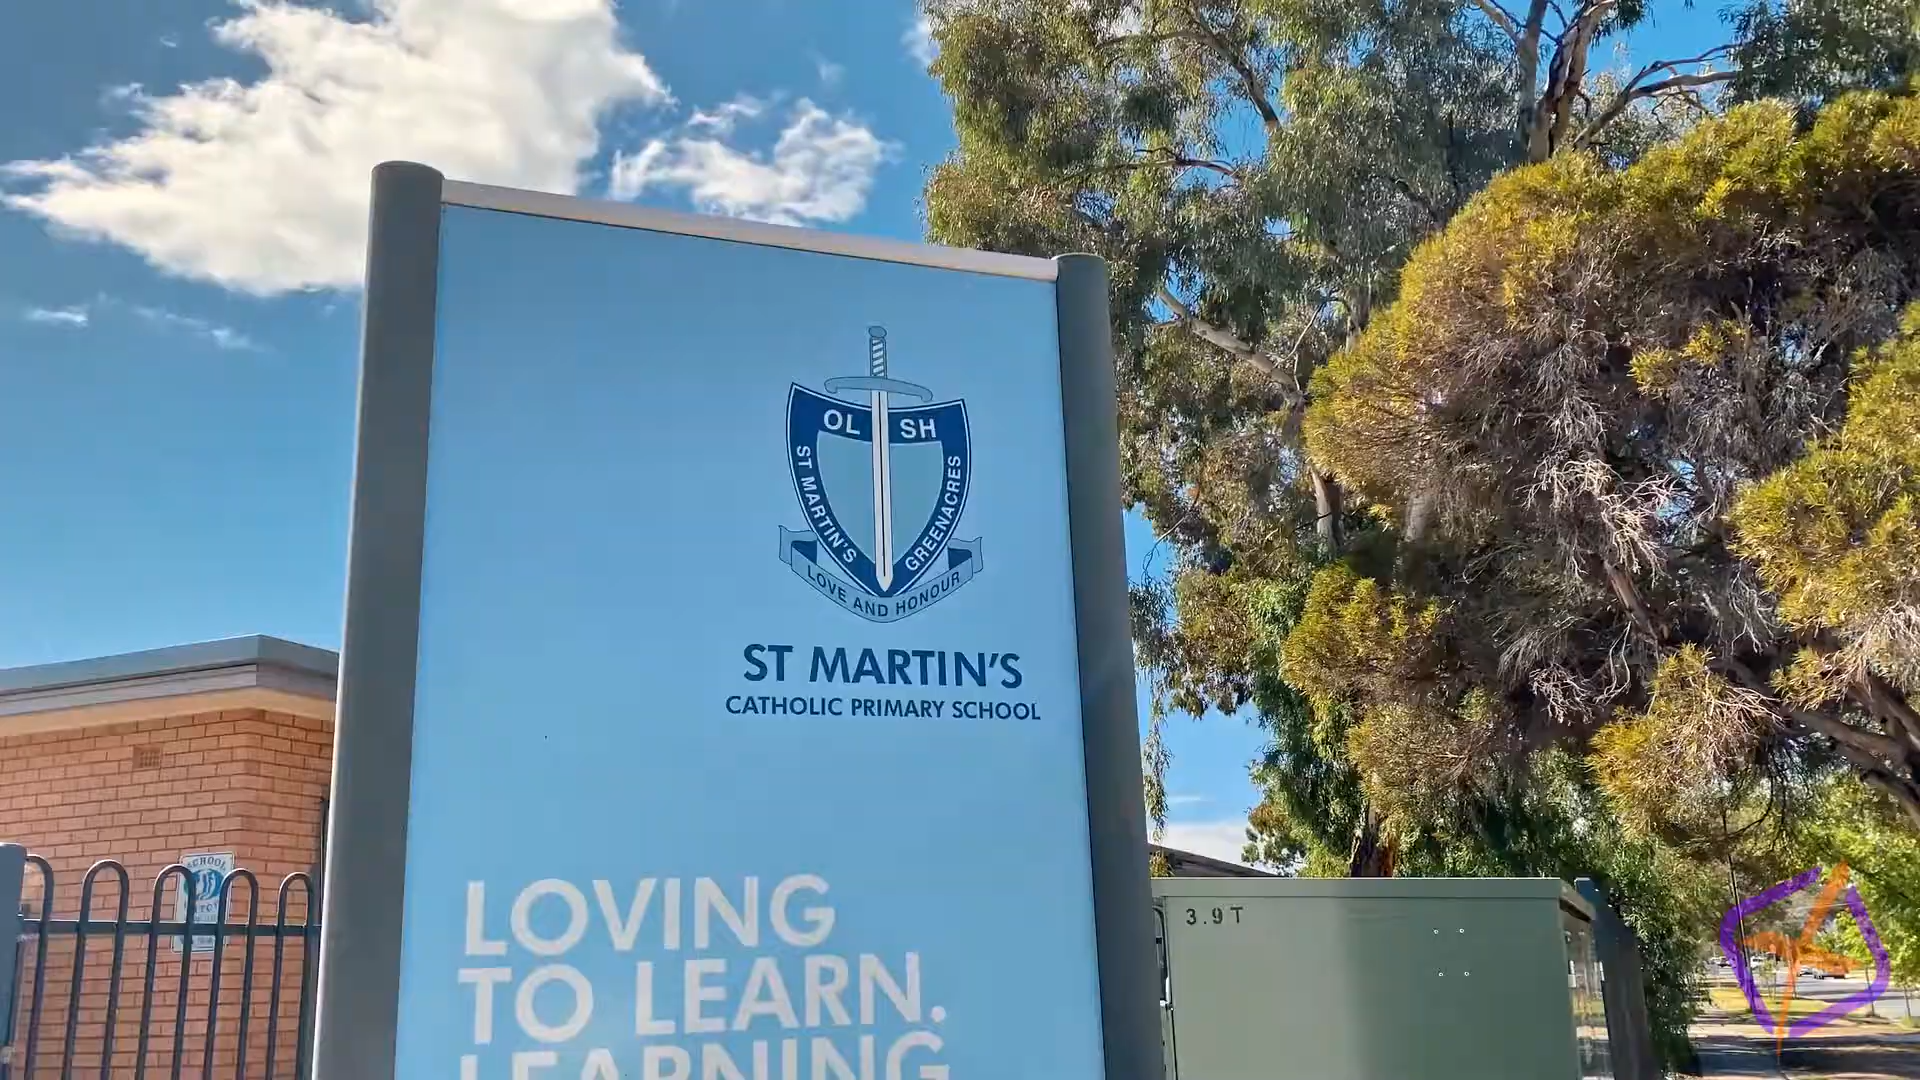 OL SH
ST MARTIN'S
GREENACRES
LOVE AND HONOUR
ST MARTIN'S
CATHOLIC PRIMARY SCHOOL
LOVING
TO LEARN.
LEARNING
3.9T
SCHOOL